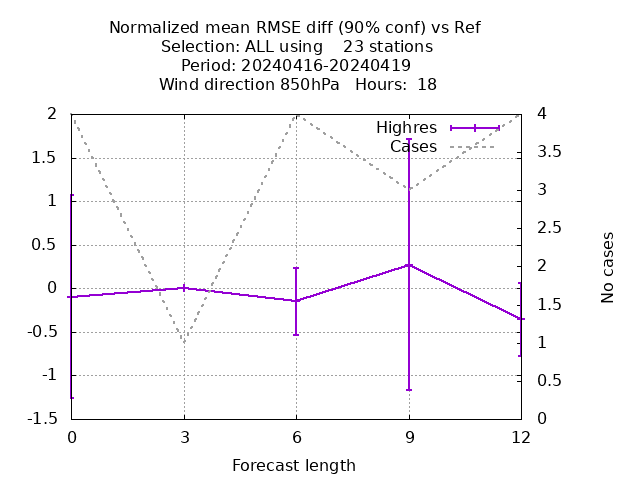 Normalized mean RMSE diff (90% conf) vs Ref
Selection: ALL using    23 stations
Period: 20240416-20240419
Wind direction 850hPa   Hours:  18
Highres
Cases
2
1.5
1
0.5
0
-0.5
-1
-1.5
4
3.5
3
2.5
2
1.5
1
0.5
0
No cases
0 3 6 9 12
Forecast length